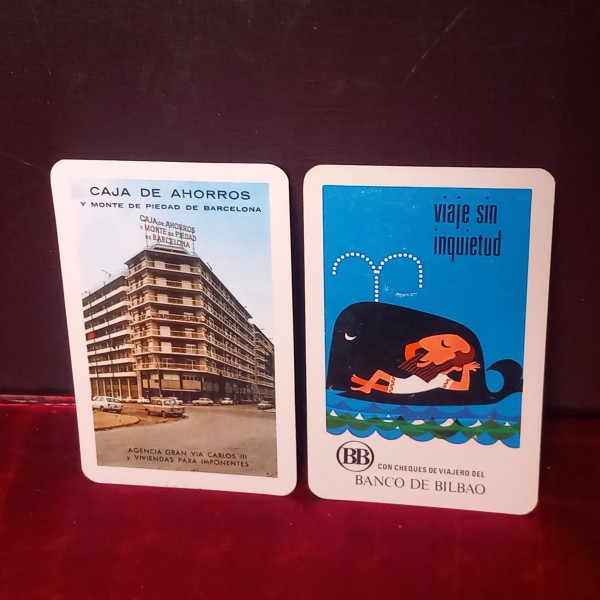 CAJA DE AHORROS
Y MONTE DE PIEDAD DE BARCELONA
CAJA DE AHORROS
Y MONTE DE PIEDAD
DE BARCELONA
AGENCIA GRAN VIA CARLOS III
y VIVIENDAS PARA IMPONENTES
viaje sin
inquietud
BB
CON CHEQUES DE VIAJERO DEL
BANCO DE BILBAO